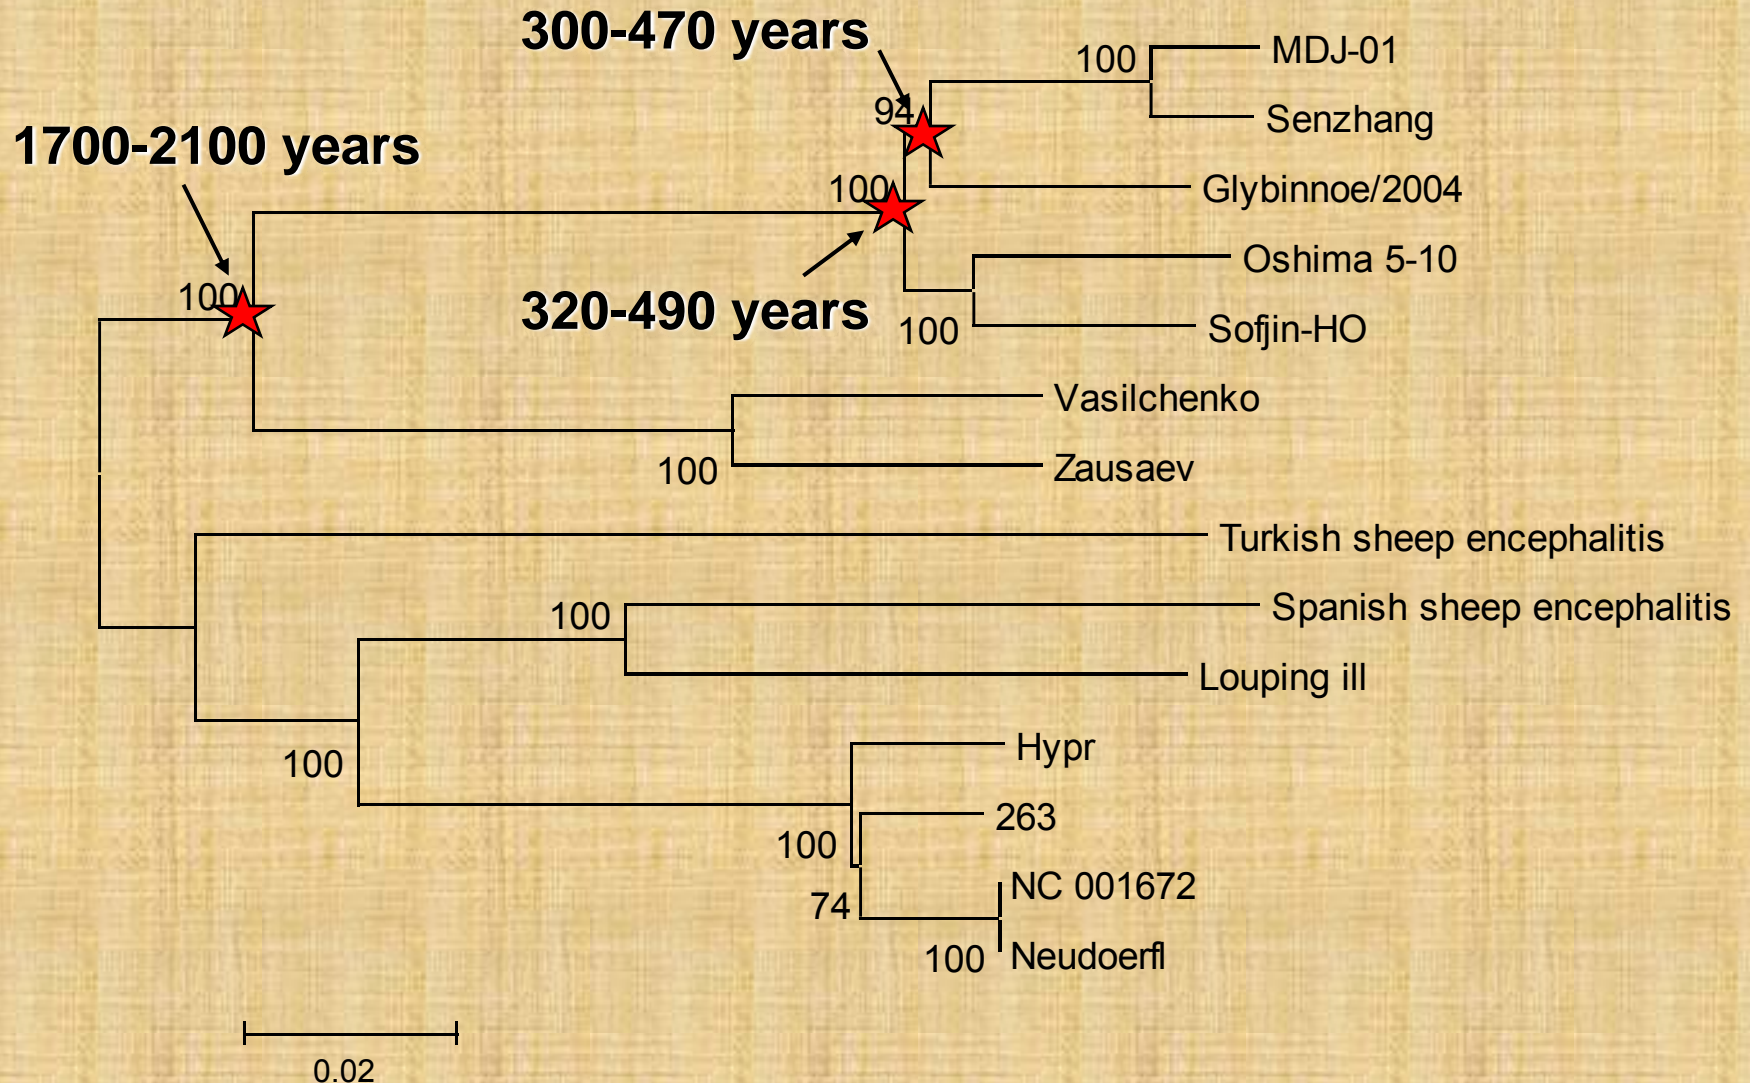 300-470 years
100
MDJ-01
94
Senzhang
1700-2100 years
100
Glybinnoe/2004
Oshima 5-10
100
320-490 years
100
Sofjin-HO
Vasilchenko
100
Zausaev
Turkish sheep encephalitis
100
Spanish sheep encephalitis
Louping ill
100
Hypr
263
100
NC 001672
74
100
Neudoerfl
0.02